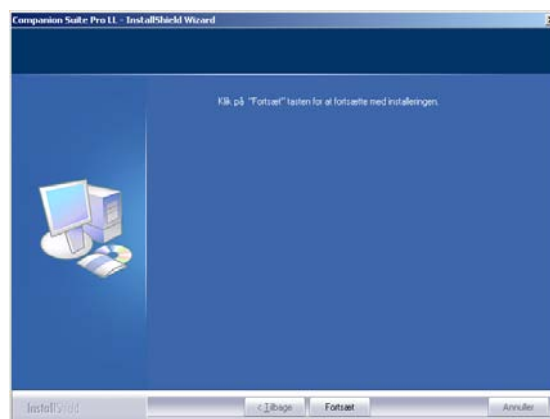 Companion Suite Pro LL - InstallShield Wizard
Klik på "Fortsæt" tasten for at fortsætte med installeringen.
InstallShield
< Tilbage
Fortsæt
Annuller